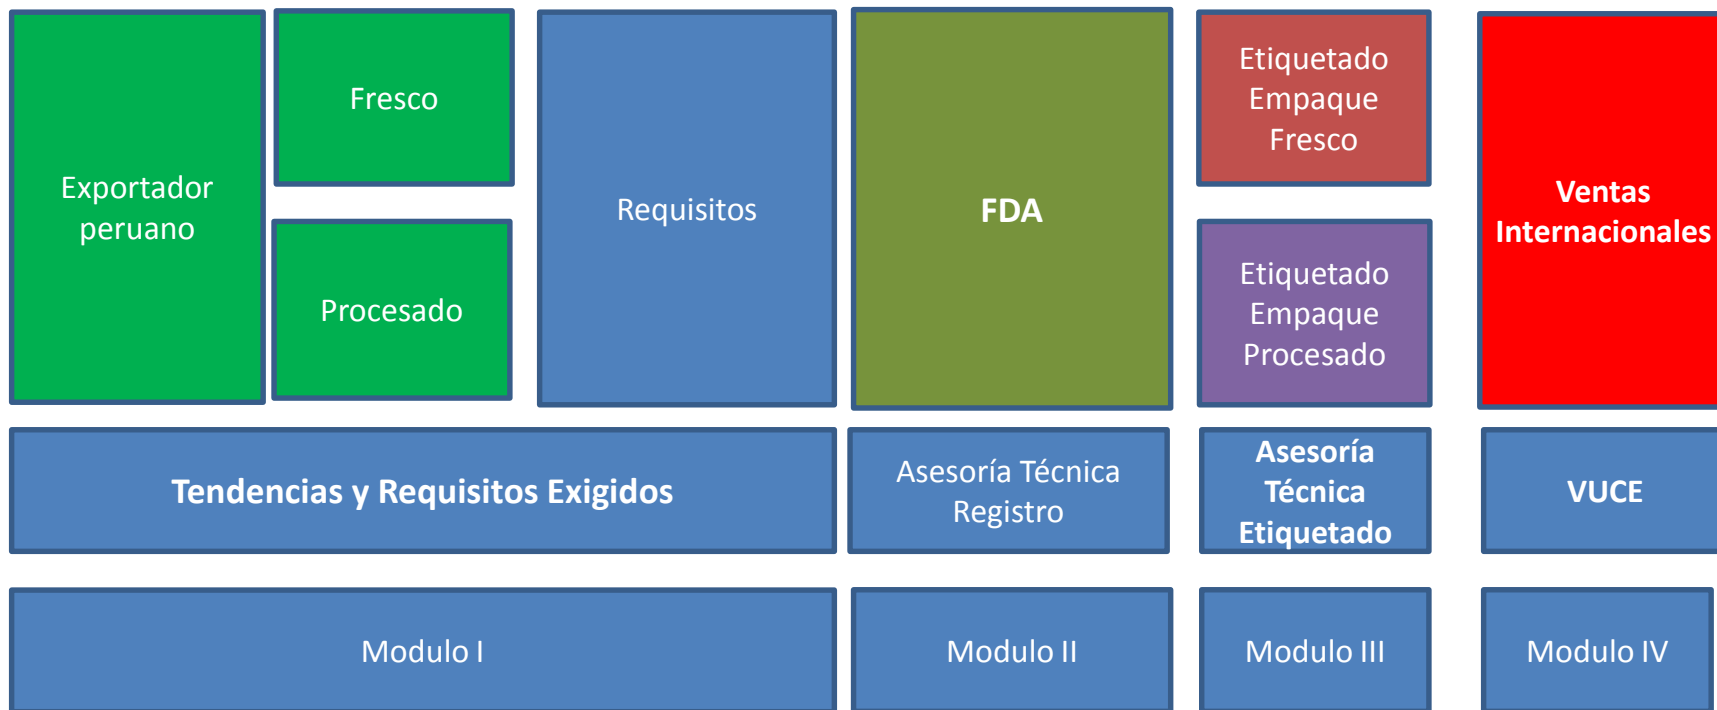 Exportador
peruano
Fresco
Procesado
Requisitos
FDA
Etiquetado
Empaque
Fresco
Etiquetado
Empaque
Procesado
Ventas
Internacionales
Tendencias y Requisitos Exigidos
Asesoría Técnica
Registro
Asesoría
Técnica
Etiquetado
VUCE
Modulo I
Modulo II
Modulo III
Modulo IV